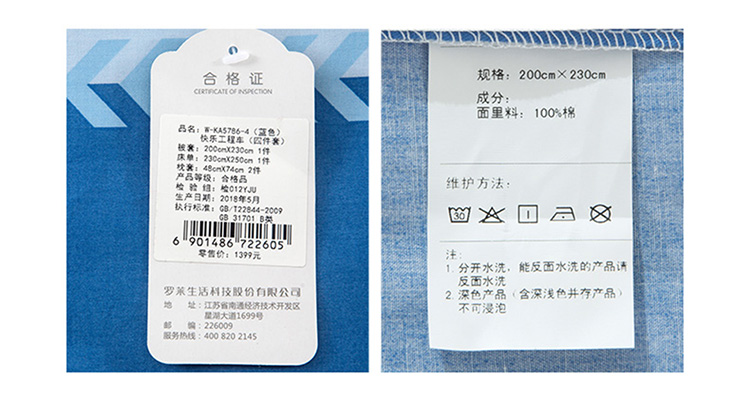 合格证
CERTIFICATE OF INSPECTION
品名：W-KA5786-4（蓝色）
快乐工程车（四件套）
被套：200cmX230cm 1件
床单：230cmX250cm 1件
枕套：48cmX74cm 2件
产品等级：合格品
检 验 组：检012YJU
生产日期：2018年5月
执行标准：GB/T22844-2009
GB 31701 B类
6 901486 722605
零售价：1399元
罗莱生活科技股份有限公司
地 址：江苏省南通经济技术开发区
星湖大道1699号
邮 编：226009
服务热线：400 820 2145
规格：200cm×230cm
成分：
面里料：100%棉
维护方法：
30
注：
1. 分开水洗，能反面水洗的产品请
反面水洗
2. 深色产品（含深浅色并存产品）
不可浸泡